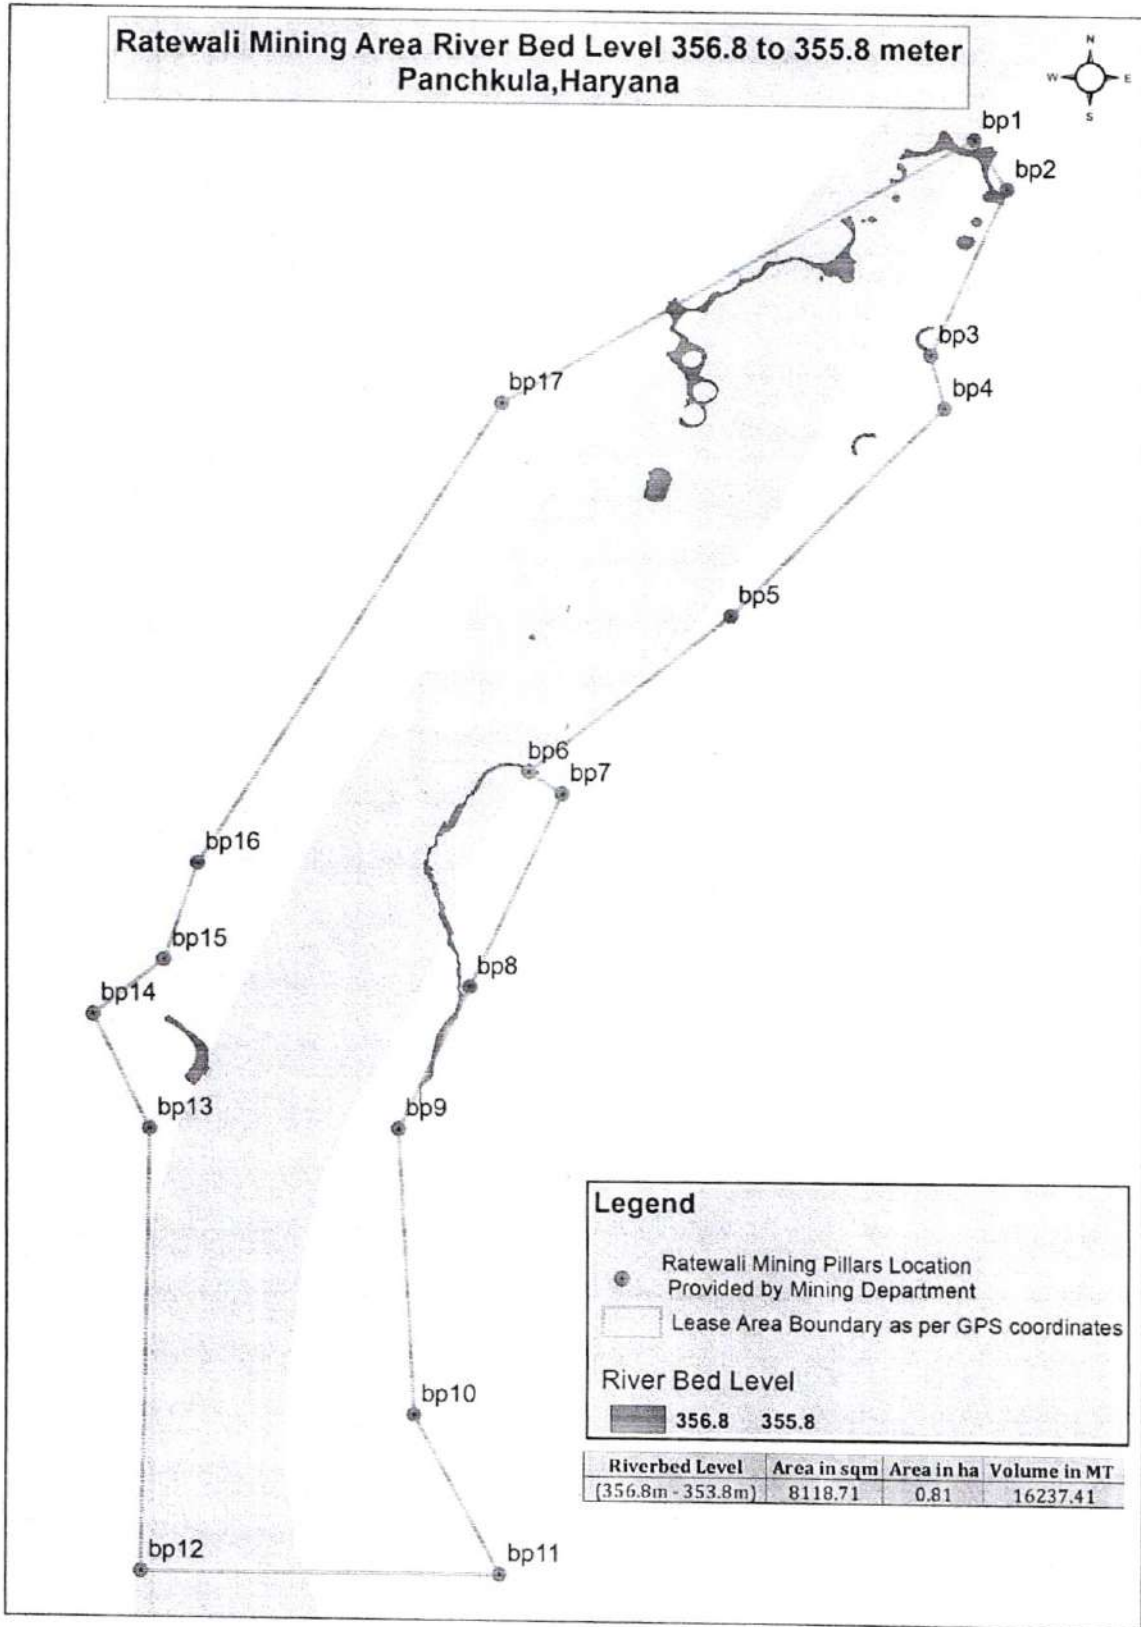 Ratewali Mining Area River Bed Level 356.8 to 355.8 meter
Panchkula,Haryana
N
W E
S
bp1
bp2
bp3
bp17
bp4
bp5
bp6
bp7
bp16
bp15
bp8
bp14
bp13
bp9
Legend
Ratewali Mining Pillars Location
Provided by Mining Department
Lease Area Boundary as per GPS coordinates
River Bed Level
356.8 355.8
bp10
Riverbed Level Area in sqm Area in ha Volume in MT
(356.8m - 353.8m) 8118.71 0.81 16237.41
bp12
bp11